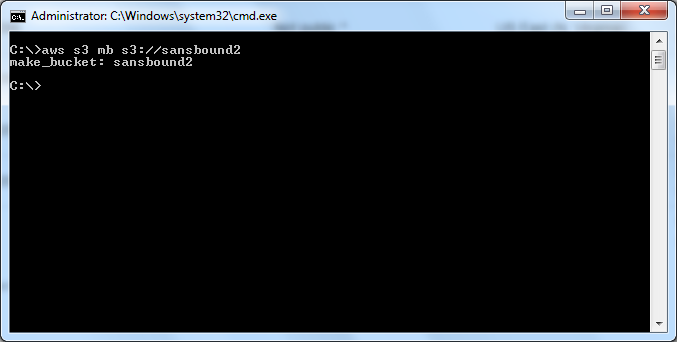 Administrator: C:\Windows\system32\cmd.exe
C:\>aws s3 mb s3://sansbound2
make_bucket: sansbound2
C:\>